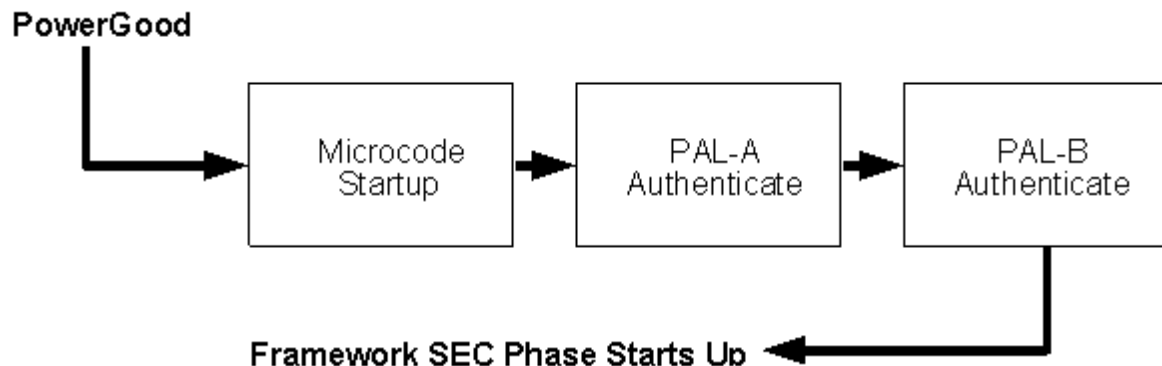 PowerGood
Microcode
Startup
PAL-A
Authenticate
PAL-B
Authenticate
Framework SEC Phase Starts Up